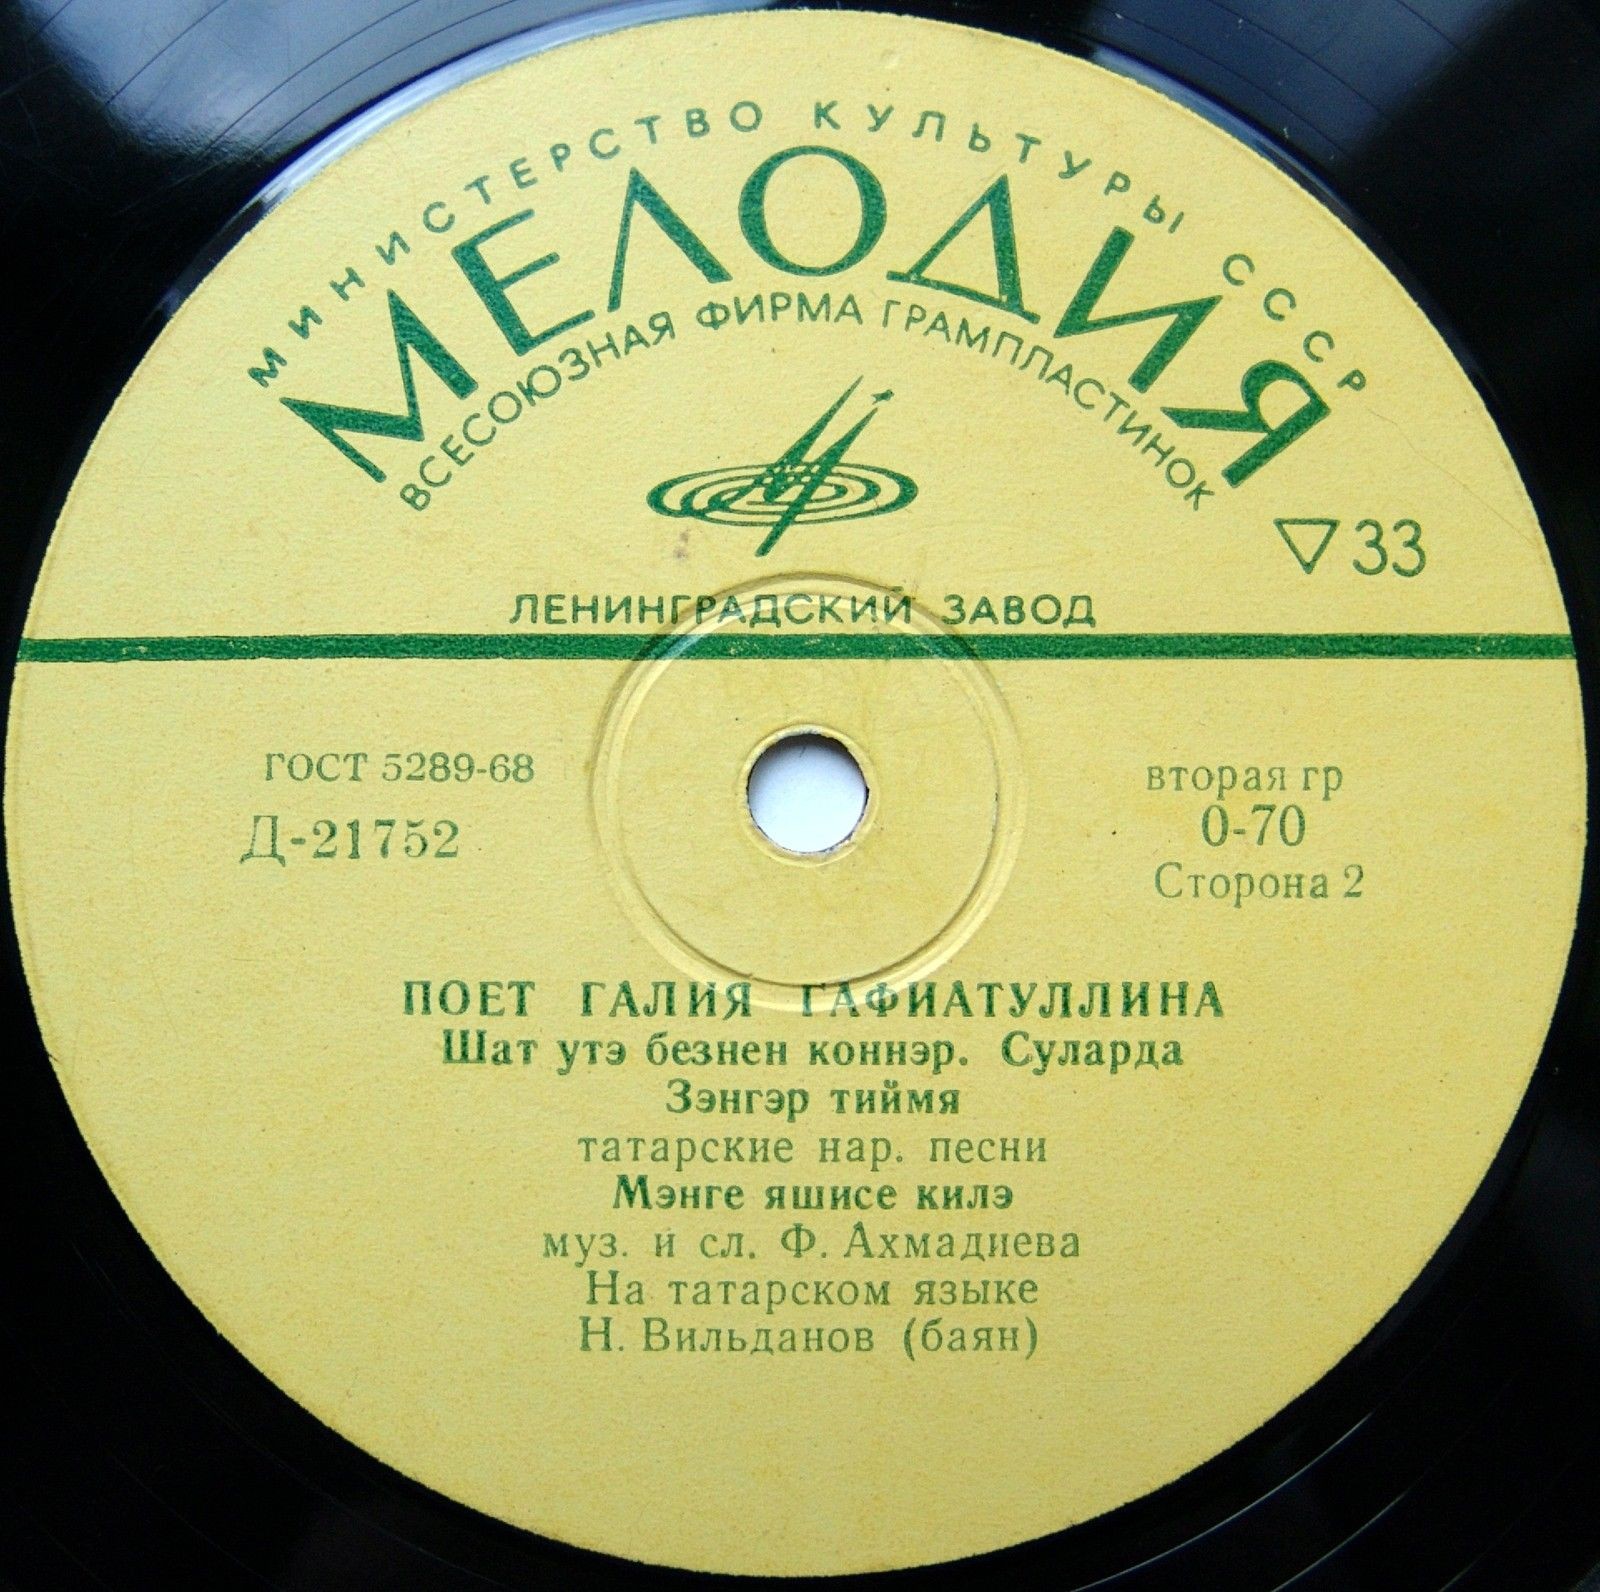 МИНИСТЕРСТВО КУЛЬТУРЫ СССР
МЕЛОДИЯ
ВСЕСОЮЗНАЯ ФИРМА ГРАМПЛАСТИНОК
▽33
ЛЕНИНГРАДСКИЙ ЗАВОД
ГОСТ 5289-68
Д-21752
вторая гр
0-70
Сторона 2
ПОЕТ ГАЛИЯ ГАФИАТУЛЛИНА
Шат утэ безнен коннэр. Суларда
Зэнгэр тиймя
татарские нар. песни
Мэнге яшисе килэ
муз. и сл. Ф. Ахмадиева
На татарском языке
Н. Вильданов (баян)